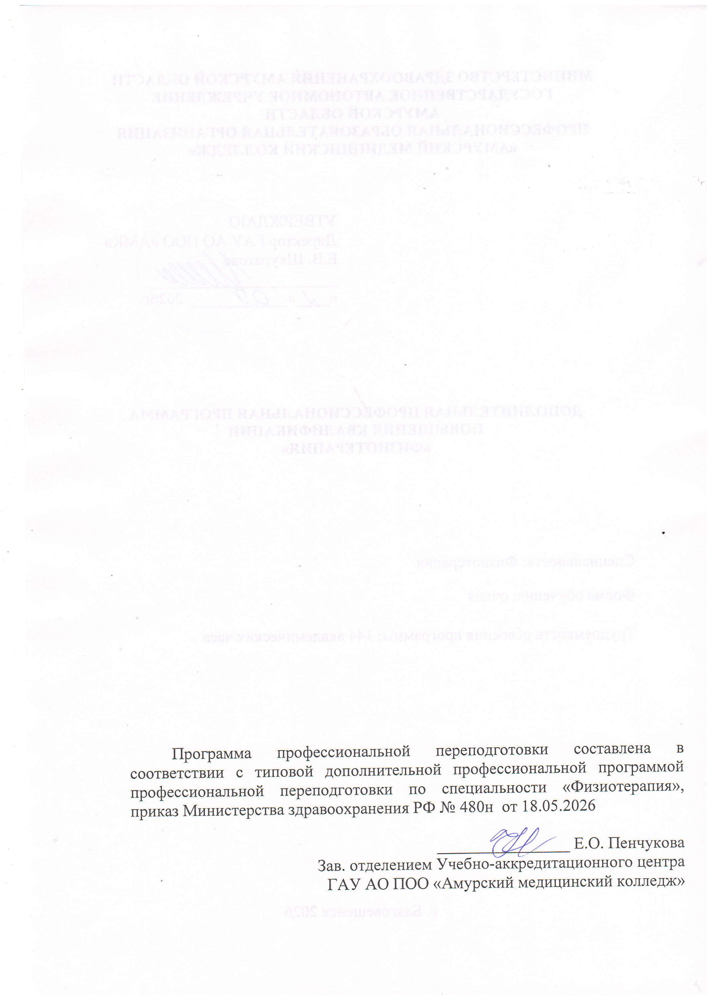 МИНИСТЕРСТВО ЗДРАВООХРАНЕНИЯ АМУРСКОЙ ОБЛАСТИ
ГОСУДАРСТВЕННОЕ АВТОНОМНОЕ УЧРЕЖДЕНИЕ
АМУРСКОЙ ОБЛАСТИ
ПРОФЕССИОНАЛЬНАЯ ОБРАЗОВАТЕЛЬНАЯ ОРГАНИЗАЦИЯ
«АМУРСКИЙ МЕДИЦИНСКИЙ КОЛЛЕДЖ»
УТВЕРЖДАЮ
Директор ГАУ АО ПОО «АМК»
Е.В. Шкуратова
«2» 09 2026г.
ДОПОЛНИТЕЛЬНАЯ ПРОФЕССИОНАЛЬНАЯ ПРОГРАММА
ПОВЫШЕНИЯ КВАЛИФИКАЦИИ
«ФИЗИОТЕРАПИЯ»
Специальность: Физиотерапия
Форма обучения: очная
Трудоемкость освоения программы: 144 академических часа
Программа профессиональной переподготовки составлена в
соответствии с типовой дополнительной профессиональной программой
профессиональной переподготовки по специальности «Физиотерапия»,
приказ Министерства здравоохранения РФ № 480н от 18.05.2026
Е.О. Пенчукова
Зав. отделением Учебно-аккредитационного центра
ГАУ АО ПОО «Амурский медицинский колледж»
г. Благовещенск 2026